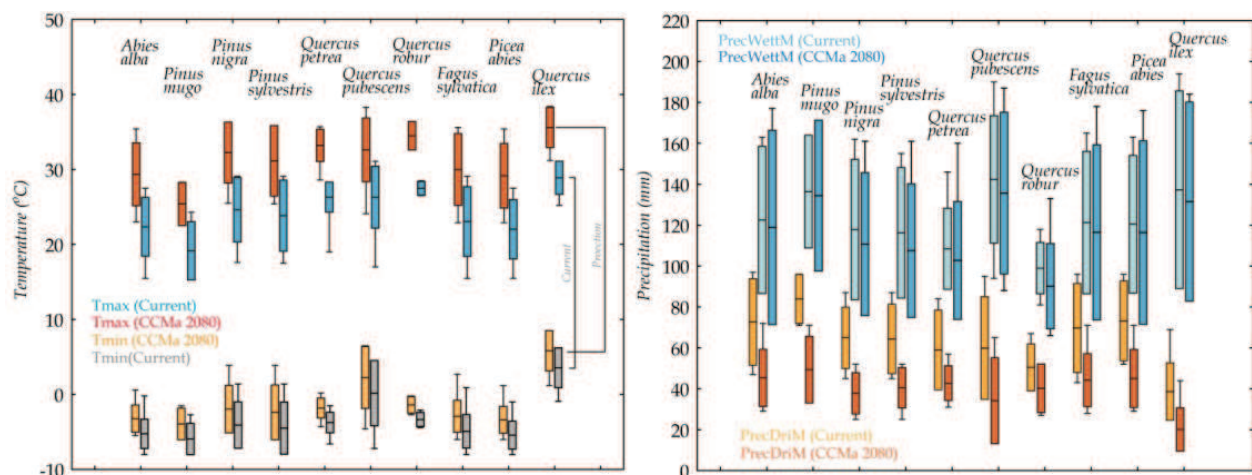 50
40
30
20
10
0
-10
Temperature (°C)
Abies
alba
Pinus
mugo
Pinus
nigra
Pinus
sylvestris
Quercus
petrea
Quercus
pubescens
Quercus
robur
Fagus
sylvatica
Picea
abies
Quercus
ilex
Current
Proection
Tmax (Current)
Tmax (CCMa 2080)
Tmin (CCMa 2080)
Tmin(Current)
220
200
180
160
140
120
100
80
60
40
20
0
Precipitation (mm)
PrecWettM (Current)
PrecWettM (CCMa 2080)
Abies
alba
Pinus
mugo
Pinus
nigra
Pinus
sylvestris
Quercus
petrea
Quercus
pubescens
Quercus
robur
Fagus
sylvatica
Picea
abies
Quercus
ilex
PrecDriM (Current)
PrecDriM (CCMa 2080)